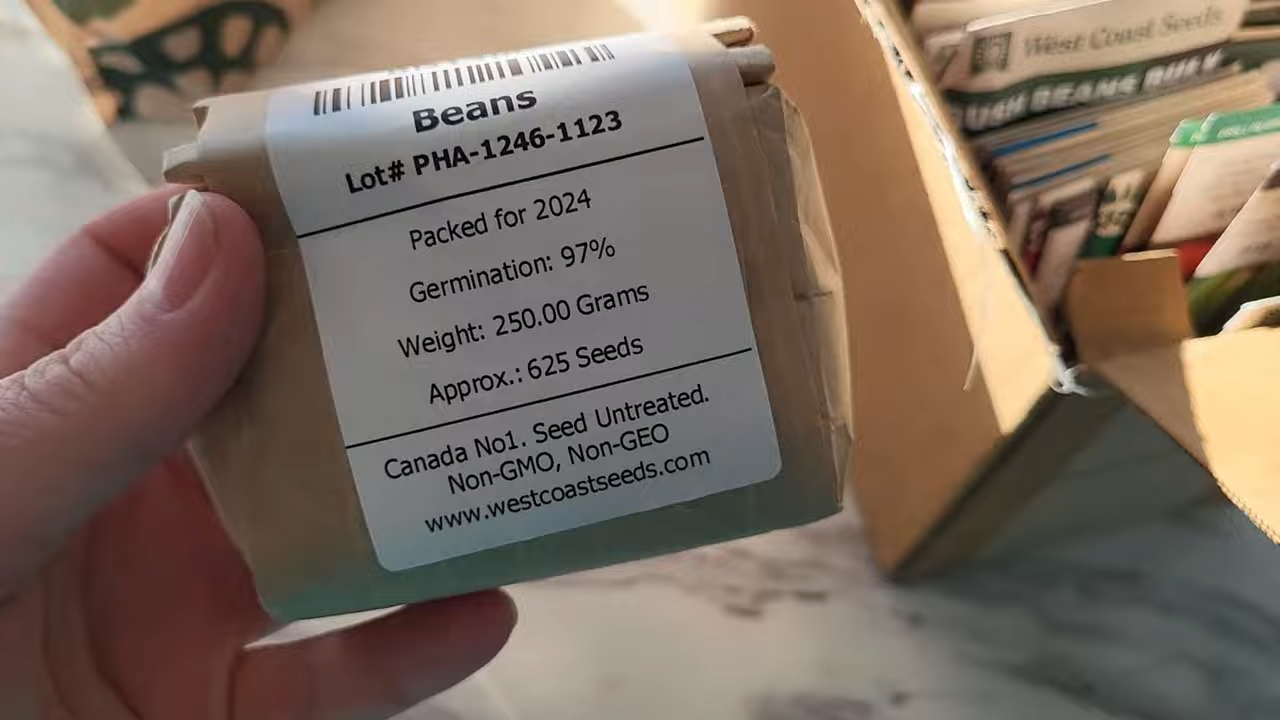 Beans
Lot# PHA-1246-1123
Packed for 2024
Germination: 97%
Weight: 250.00 Grams
Approx.: 625 Seeds
Canada No1. Seed Untreated.
Non-GMO, Non-GEO
www.westcoastseeds.com
West Coast Seeds
BEANS